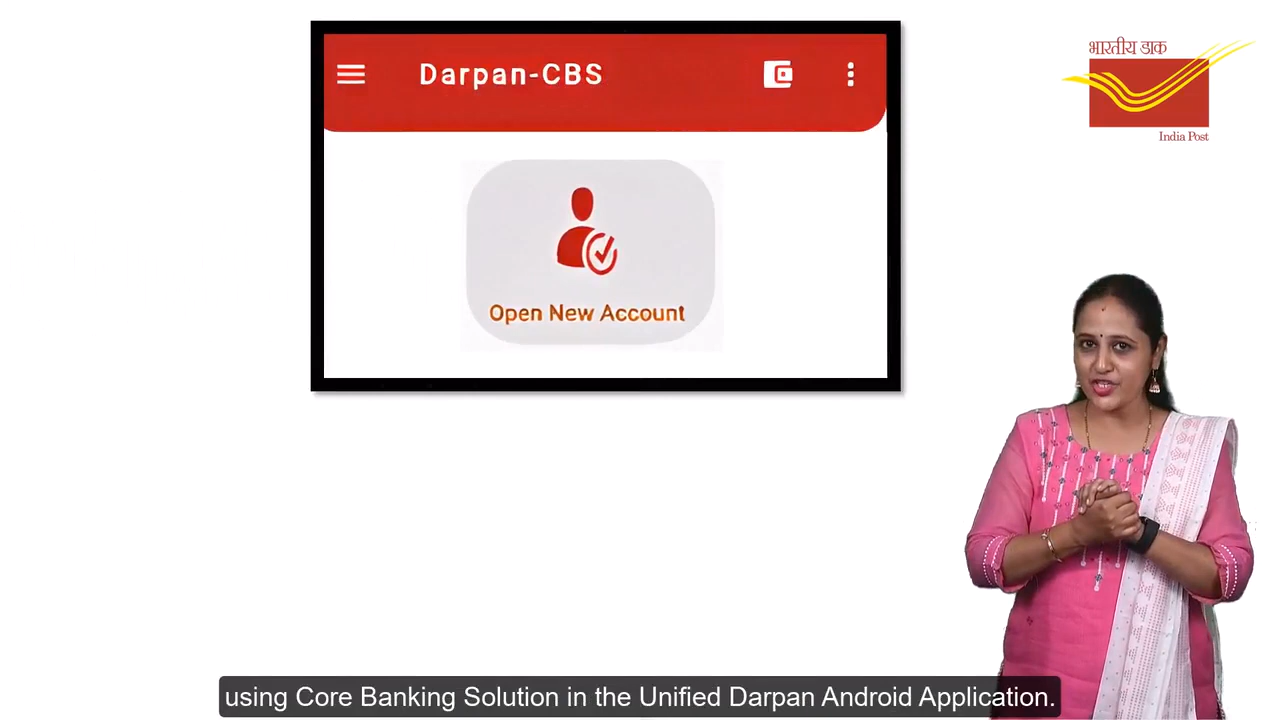 Darpan-CBS
भारतीय डाक
India Post
Open New Account
using Core Banking Solution in the Unified Darpan Android Application.